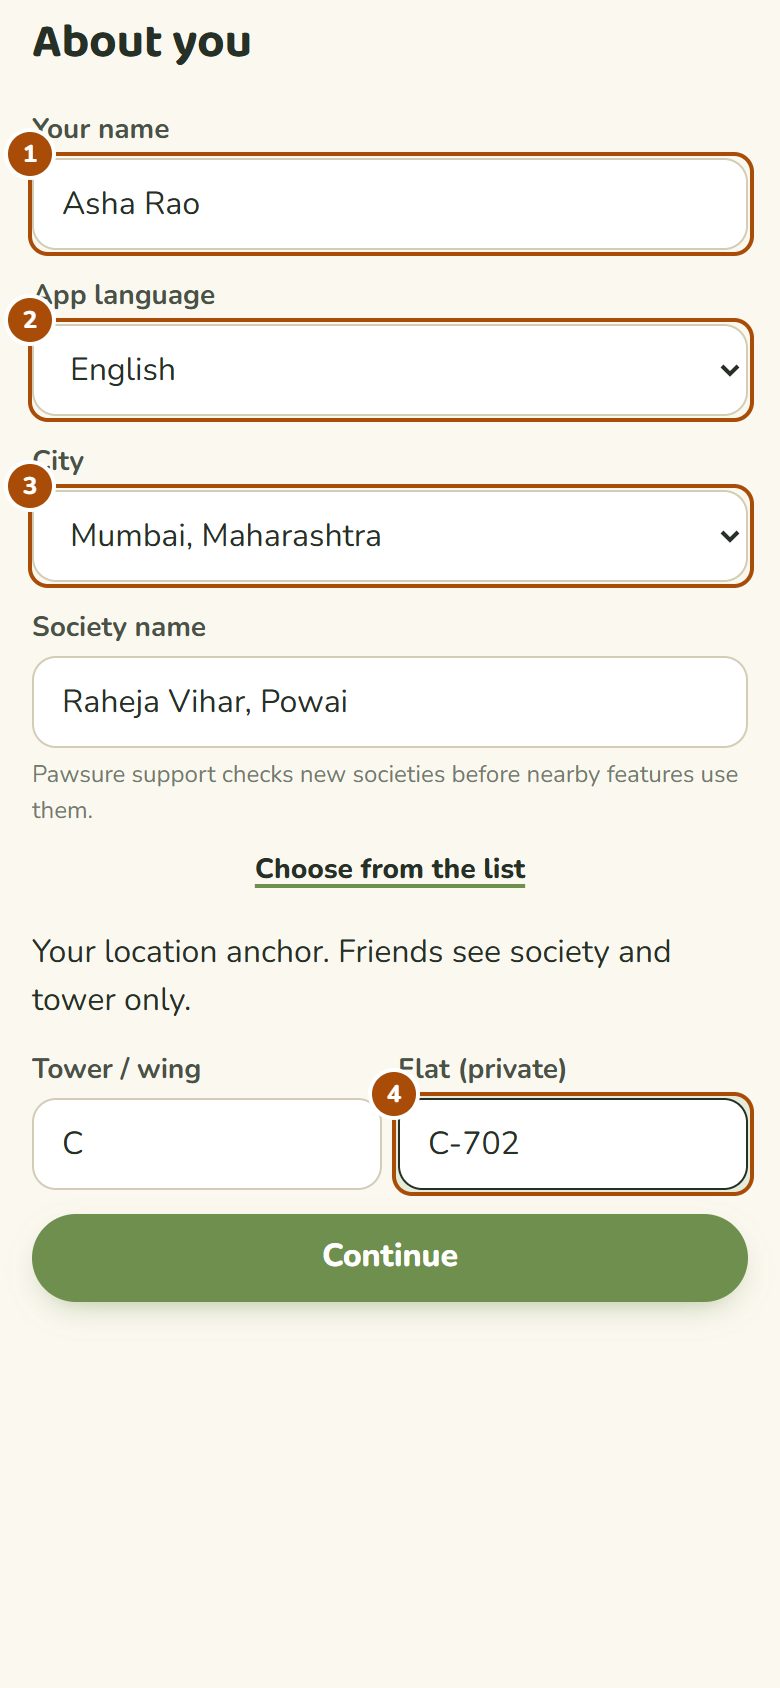 About you
Your name
1
Asha Rao
App language
2
English
City
3
Mumbai, Maharashtra
Society name
Raheja Vihar, Powai
Pawsure support checks new societies before nearby features use
them.
Choose from the list
Your location anchor. Friends see society and
tower only.
Tower / wing
Flat (private)
4
C
C-702
Continue